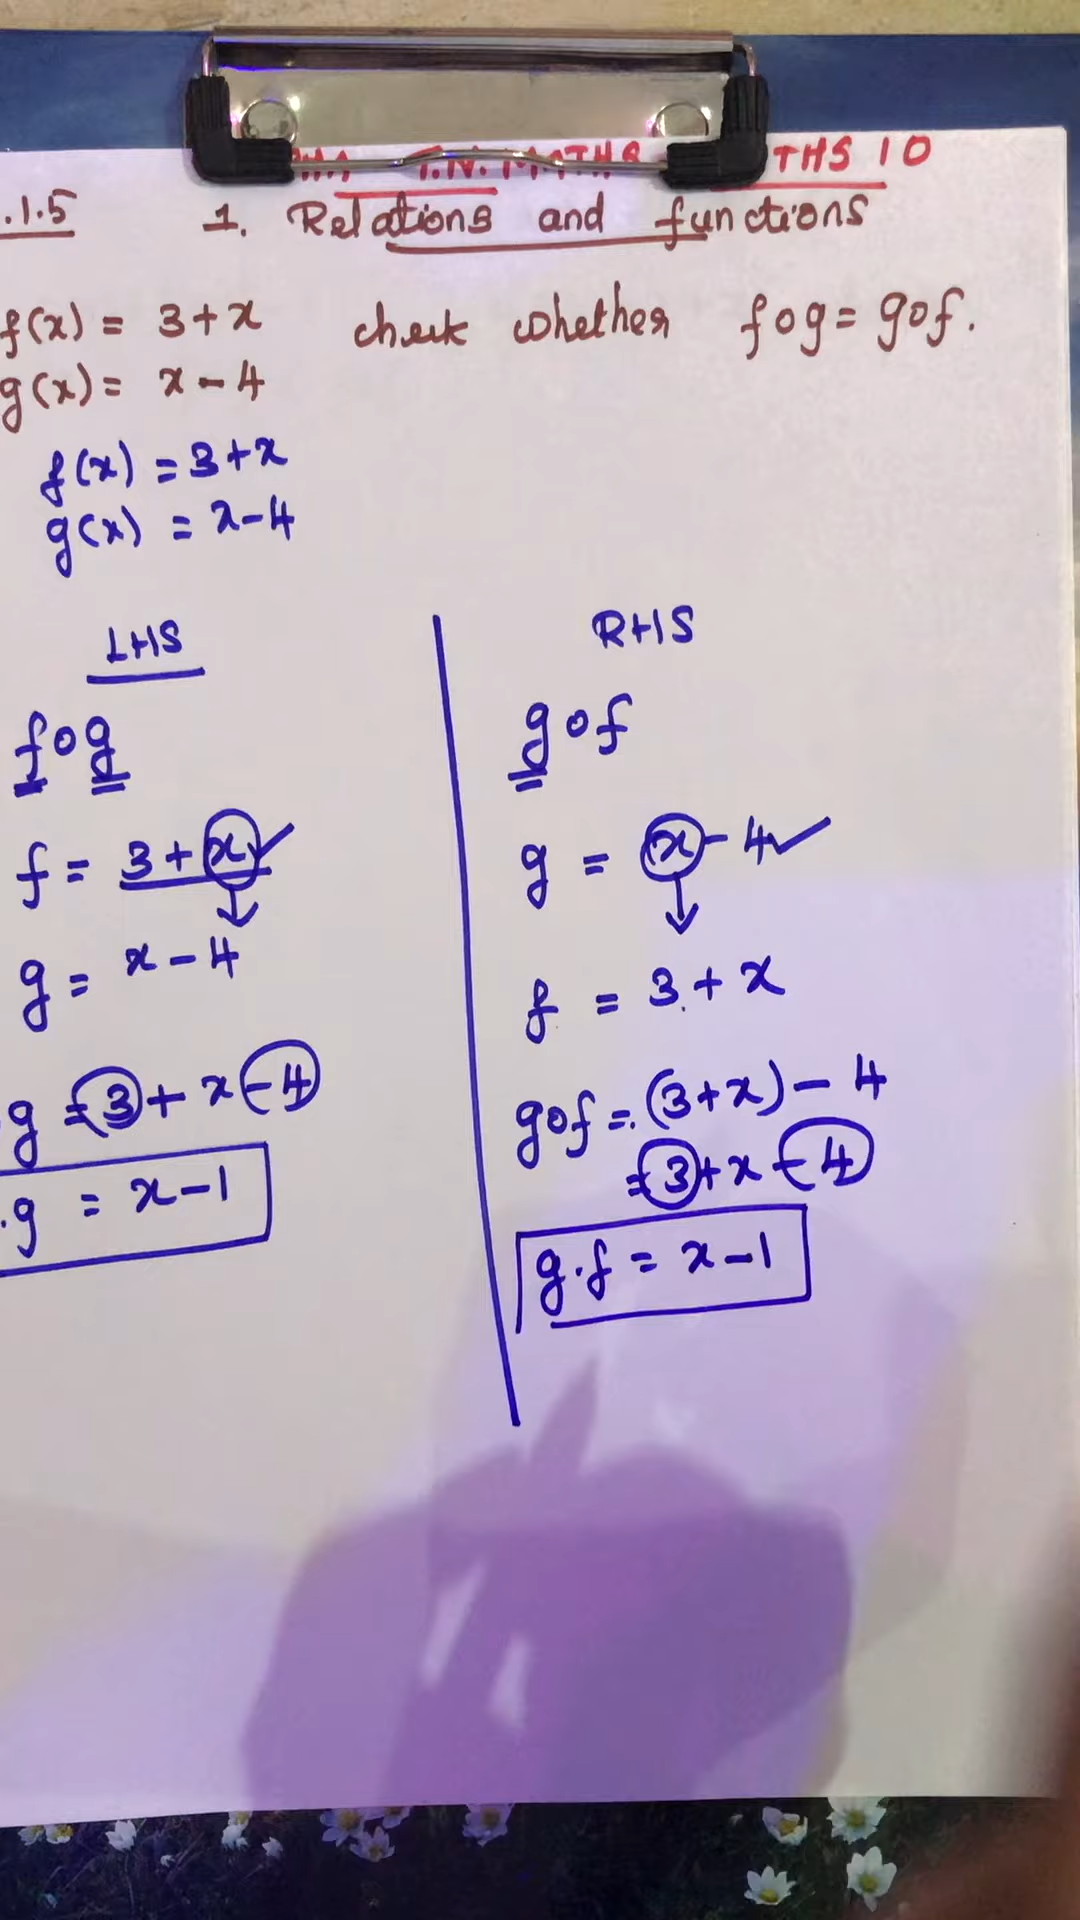 T.N. MATHS THS 10
.1.5 1. Relations and functions
f(x) = 3+x check whether fog = gof.
g(x) = x-4
f(x) = 3+x
g(x) = x-4
LHS
fog
f = 3+x
g = x-4
g = 3+x-4
.g = x-1
RHS
gof
g = x-4
f = 3+x
gof = (3+x)-4
= 3+x-4
g.f = x-1